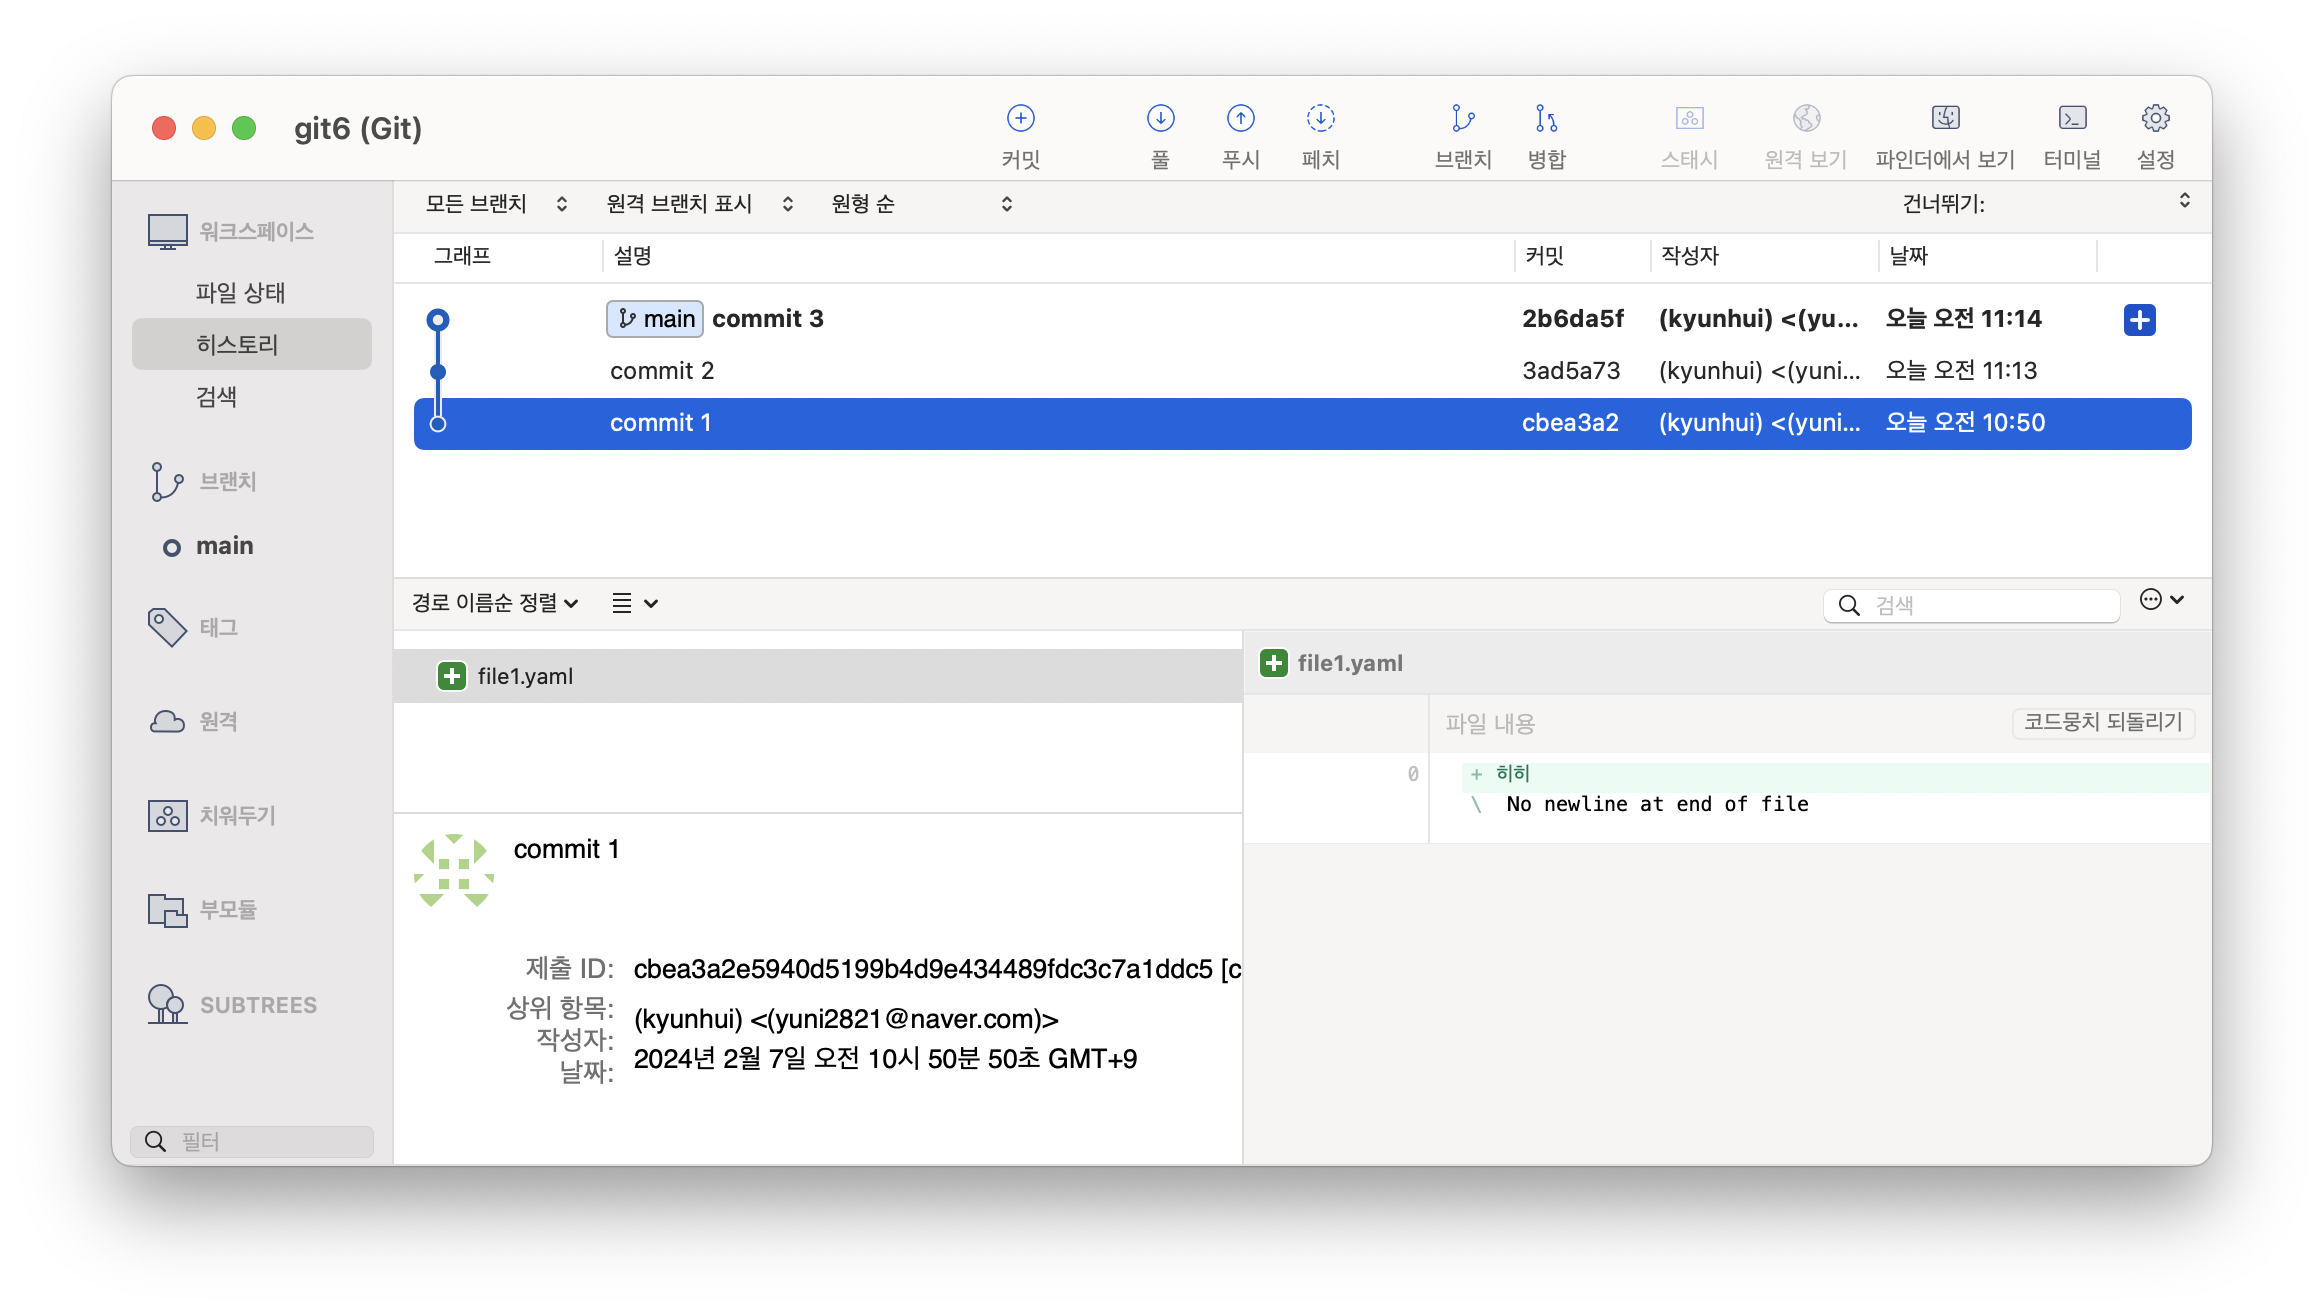 git6 (Git)
커밋
풀
푸시
페치
브랜치
병합
스태시
원격 보기
파인더에서 보기
터미널
설정
워크스페이스
파일 상태
히스토리
검색
브랜치
main
태그
원격
치워두기
부모듈
SUBTREES
필터
모든 브랜치
원격 브랜치 표시
원형 순
건너뛰기:
그래프 설명 커밋 작성자 날짜
main commit 3 2b6da5f (kyunhui) <(yu... 오늘 오전 11:14
commit 2 3ad5a73 (kyunhui) <(yuni... 오늘 오전 11:13
commit 1 cbea3a2 (kyunhui) <(yuni... 오늘 오전 10:50
경로 이름순 정렬
검색
file1.yaml
commit 1
제출 ID: cbea3a2e5940d5199b4d9e434489fdc3c7a1ddc5 [c
상위 항목:
작성자: (kyunhui) <(yuni2821@naver.com)>
날짜: 2024년 2월 7일 오전 10시 50분 50초 GMT+9
file1.yaml
파일 내용 코드뭉치 되돌리기
0 + 히히
\ No newline at end of file